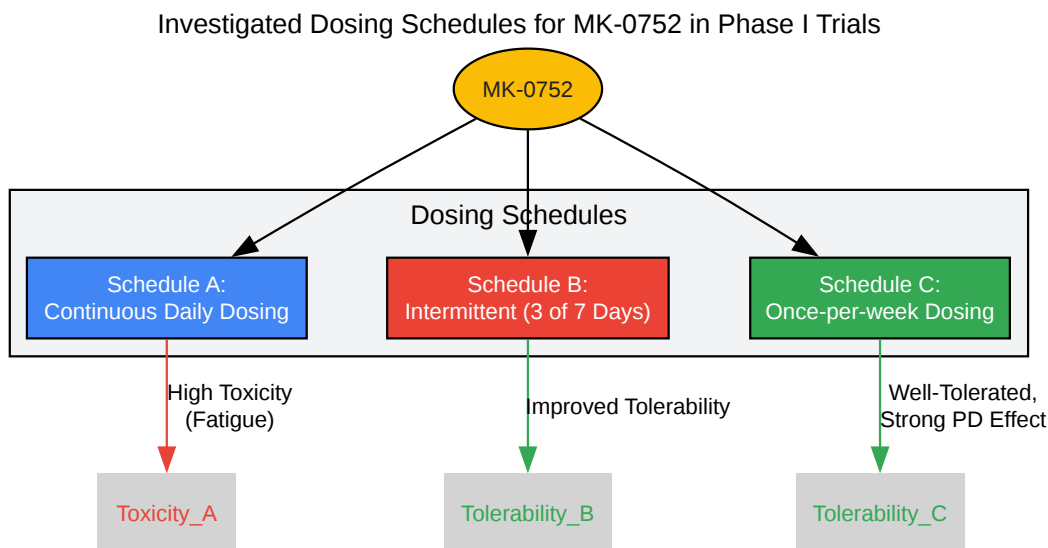 Investigated Dosing Schedules for MK-0752 in Phase I Trials
MK-0752
Dosing Schedules
Schedule A:
Continuous Daily Dosing
Schedule B:
Intermittent (3 of 7 Days)
Schedule C:
Once-per-week Dosing
High Toxicity
(Fatigue)
Improved Tolerability
Well-Tolerated,
Strong PD Effect
Toxicity_A
Tolerability_B
Tolerability_C